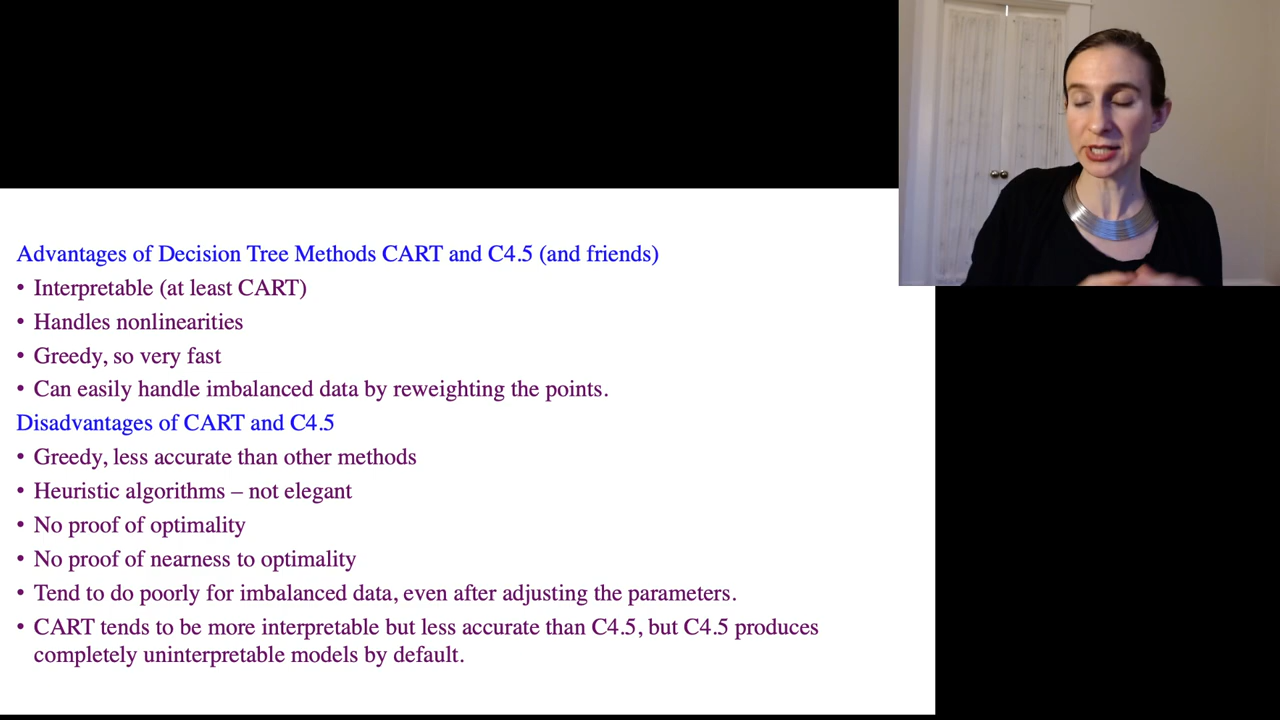 Advantages of Decision Tree Methods CART and C4.5 (and friends)
• Interpretable (at least CART)
• Handles nonlinearities
• Greedy, so very fast
• Can easily handle imbalanced data by reweighting the points.
Disadvantages of CART and C4.5
• Greedy, less accurate than other methods
• Heuristic algorithms – not elegant
• No proof of optimality
• No proof of nearness to optimality
• Tend to do poorly for imbalanced data, even after adjusting the parameters.
• CART tends to be more interpretable but less accurate than C4.5, but C4.5 produces
completely uninterpretable models by default.